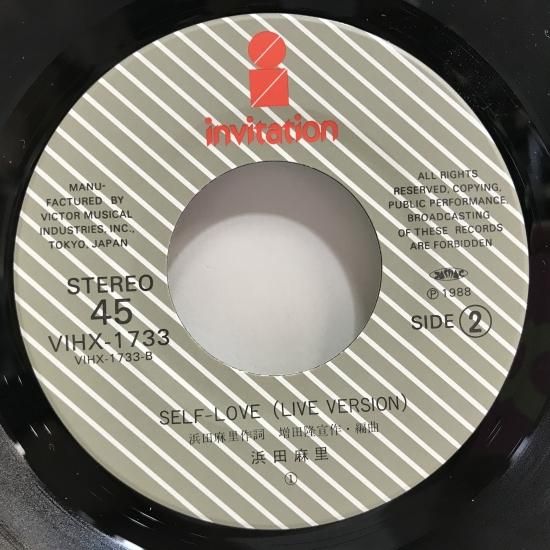 invitation
MANU-
FACTURED BY
VICTOR MUSICAL
INDUSTRIES, INC.,
TOKYO, JAPAN
ALL RIGHTS
RESERVED, COPYING,
PUBLIC PERFORMANCE,
BROADCASTING
OF THESE RECORDS
ARE FORBIDDEN
STEREO
45
VIHX-1733
VIHX-1733-B
JASRAC
Ⓟ 1988
SIDE ②
SELF-LOVE (LIVE VERSION)
浜田麻里作詞 増田隆宣作・編曲
浜田麻里
①